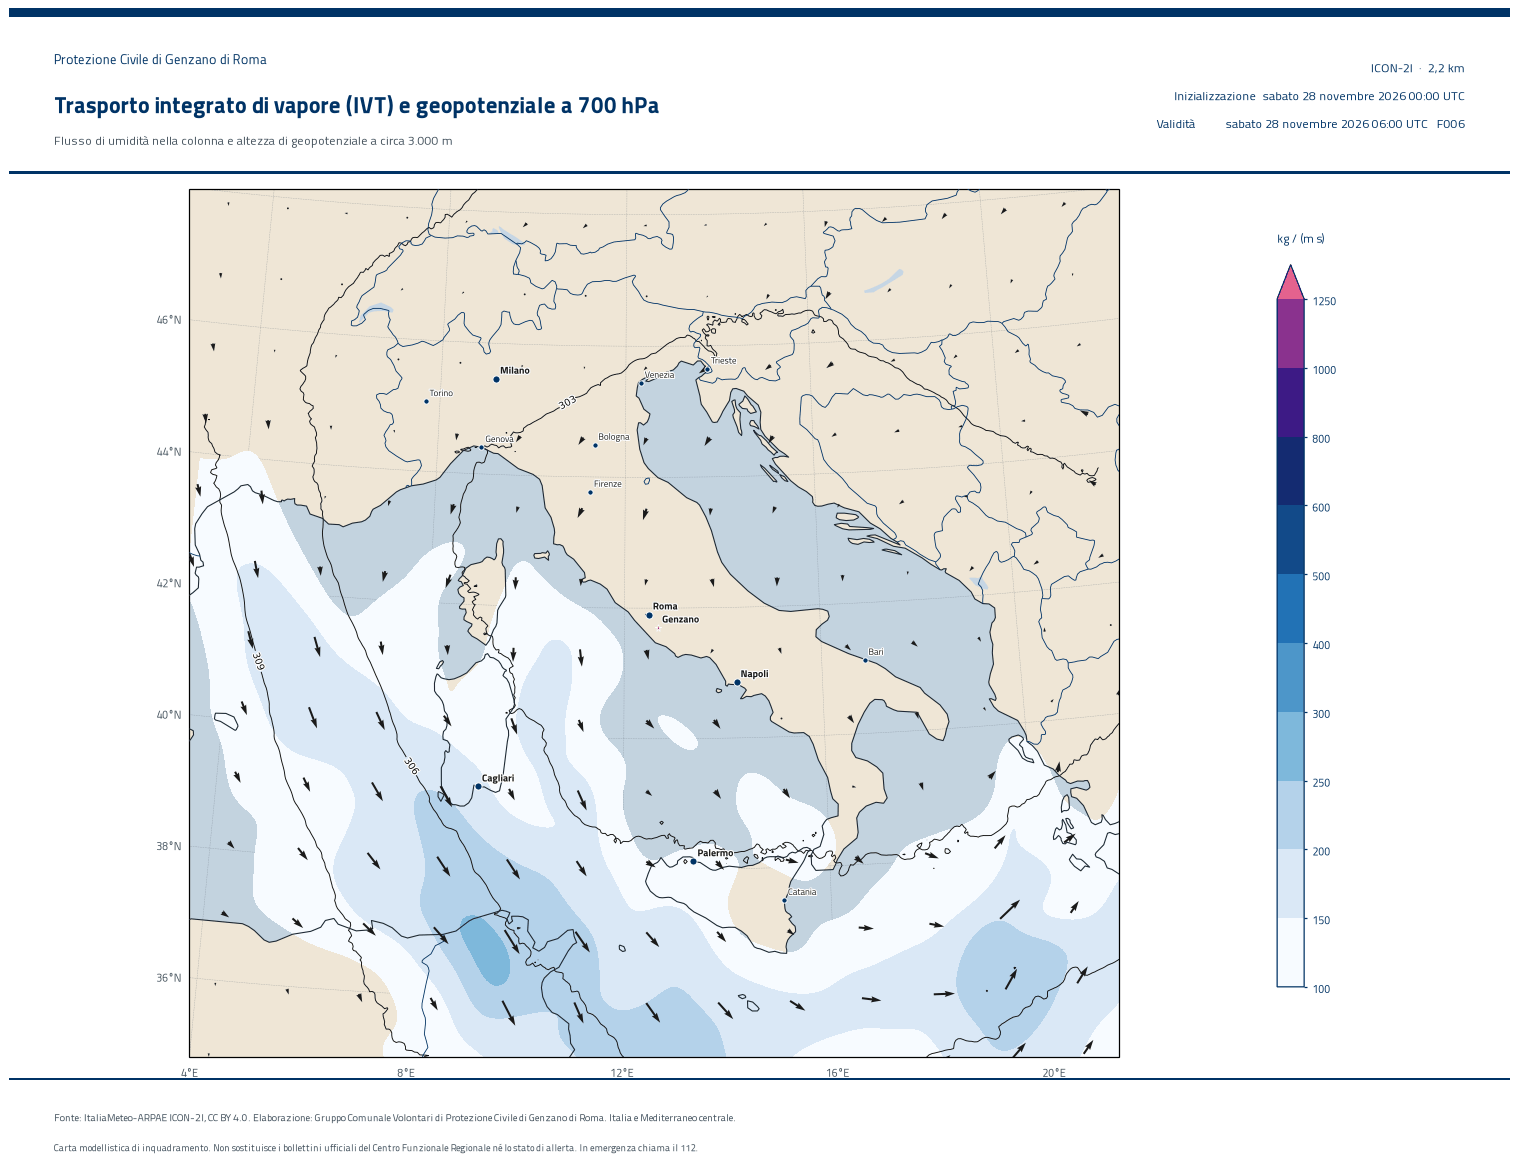 Protezione Civile di Genzano di Roma
Trasporto integrato di vapore (IVT) e geopotenziale a 700 hPa
Flusso di umidità nella colonna e altezza di geopotenziale a circa 3.000 m
ICON-2I · 2,2 km
Inizializzazione sabato 28 novembre 2026 00:00 UTC
Validità sabato 28 novembre 2026 06:00 UTC F006
kg / (m s)
1250
1000
800
600
500
400
300
250
200
150
100
46°N
44°N
42°N
40°N
38°N
36°N
4°E
8°E
12°E
16°E
20°E
Milano
Torino
Venezia
Trieste
Genova
Bologna
Firenze
Roma
Genzano
Napoli
Bari
Cagliari
Palermo
Catania
303
306
309
Fonte: ItaliaMeteo-ARPAE ICON-2I, CC BY 4.0. Elaborazione: Gruppo Comunale Volontari di Protezione Civile di Genzano di Roma. Italia e Mediterraneo centrale.
Carta modellistica di inquadramento. Non sostituisce i bollettini ufficiali del Centro Funzionale Regionale né lo stato di allerta. In emergenza chiama il 112.